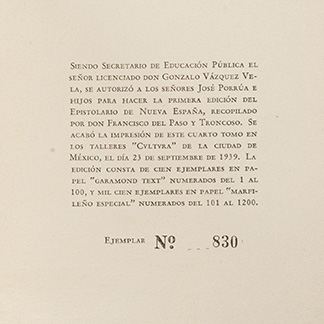 Siendo Secretario de Educación Pública el
señor licenciado don Gonzalo Vázquez Ve-
la, se autorizó a los señores José Porrúa e
Hijos para hacer la primera edición del
Epistolario de Nueva España, recopilado
por don Francisco del Paso y Troncoso. Se
acabó la impresión de este cuarto tomo en
los talleres "CVLTVRA" de la ciudad de
México, el día 23 de septiembre de 1939. La
edición consta de cien ejemplares en pa-
pel "Garamond Text" numerados del 1 al
100, y mil cien ejemplares en papel "Marfi-
leño especial" numerados del 101 al 1200.
Ejemplar Nº ___830